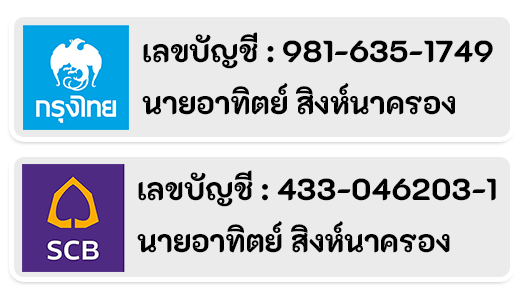 กรุงไทย
เลขบัญชี : 981-635-1749
นายอาทิตย์ สิงห์นาครอง
SCB
เลขบัญชี : 433-046203-1
นายอาทิตย์ สิงห์นาครอง